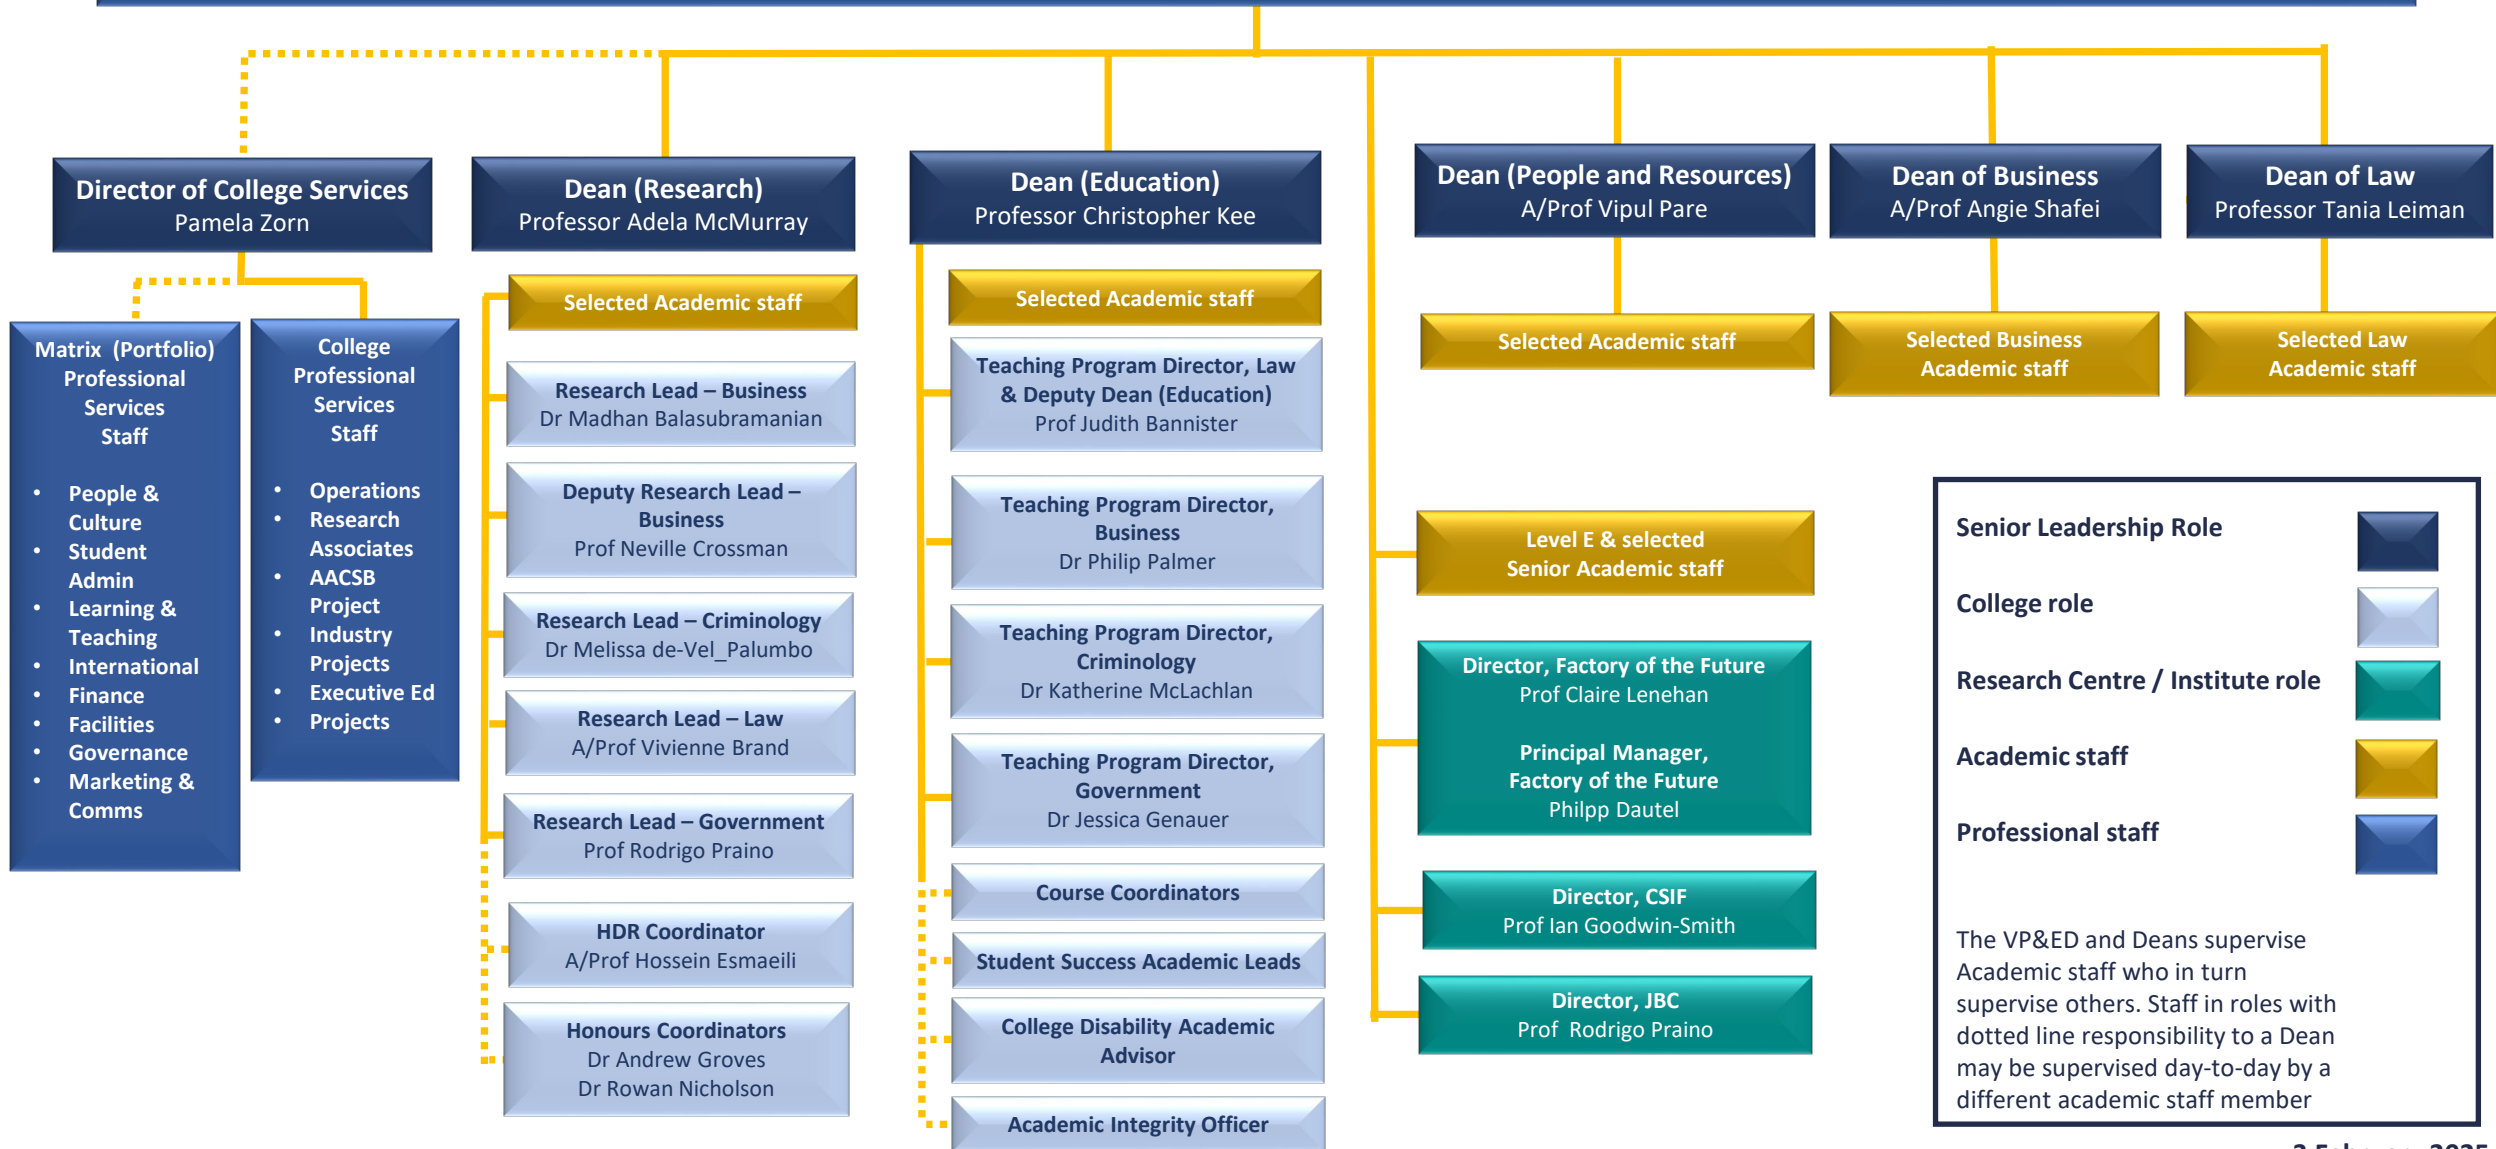 Director of College Services
Pamela Zorn
Dean (Research)
Professor Adela McMurray
Dean (Education)
Professor Christopher Kee
Dean (People and Resources)
A/Prof Vipul Pare
Dean of Business
A/Prof Angie Shafei
Dean of Law
Professor Tania Leiman
Matrix (Portfolio)
Professional
Services
Staff
• People &
Culture
• Student
Admin
• Learning &
Teaching
• International
• Finance
• Facilities
• Governance
• Marketing &
Comms
College
Professional
Services
Staff
• Operations
• Research
Associates
• AACSB
Project
• Industry
Projects
• Executive Ed
• Projects
Selected Academic staff
Research Lead – Business
Dr Madhan Balasubramanian
Deputy Research Lead –
Business
Prof Neville Crossman
Research Lead – Criminology
Dr Melissa de-Vel_Palumbo
Research Lead – Law
A/Prof Vivienne Brand
Research Lead – Government
Prof Rodrigo Praino
HDR Coordinator
A/Prof Hossein Esmaeili
Honours Coordinators
Dr Andrew Groves
Dr Rowan Nicholson
Selected Academic staff
Teaching Program Director, Law
& Deputy Dean (Education)
Prof Judith Bannister
Teaching Program Director,
Business
Dr Philip Palmer
Teaching Program Director,
Criminology
Dr Katherine McLachlan
Teaching Program Director,
Government
Dr Jessica Genauer
Course Coordinators
Student Success Academic Leads
College Disability Academic
Advisor
Academic Integrity Officer
Selected Academic staff
Level E & selected
Senior Academic staff
Director, Factory of the Future
Prof Claire Lenehan
Principal Manager,
Factory of the Future
Philpp Dautel
Director, CSIF
Prof Ian Goodwin-Smith
Director, JBC
Prof Rodrigo Praino
Selected Business
Academic staff
Selected Law
Academic staff
Senior Leadership Role
College role
Research Centre / Institute role
Academic staff
Professional staff
The VP&ED and Deans supervise
Academic staff who in turn
supervise others. Staff in roles with
dotted line responsibility to a Dean
may be supervised day-to-day by a
different academic staff member
2025